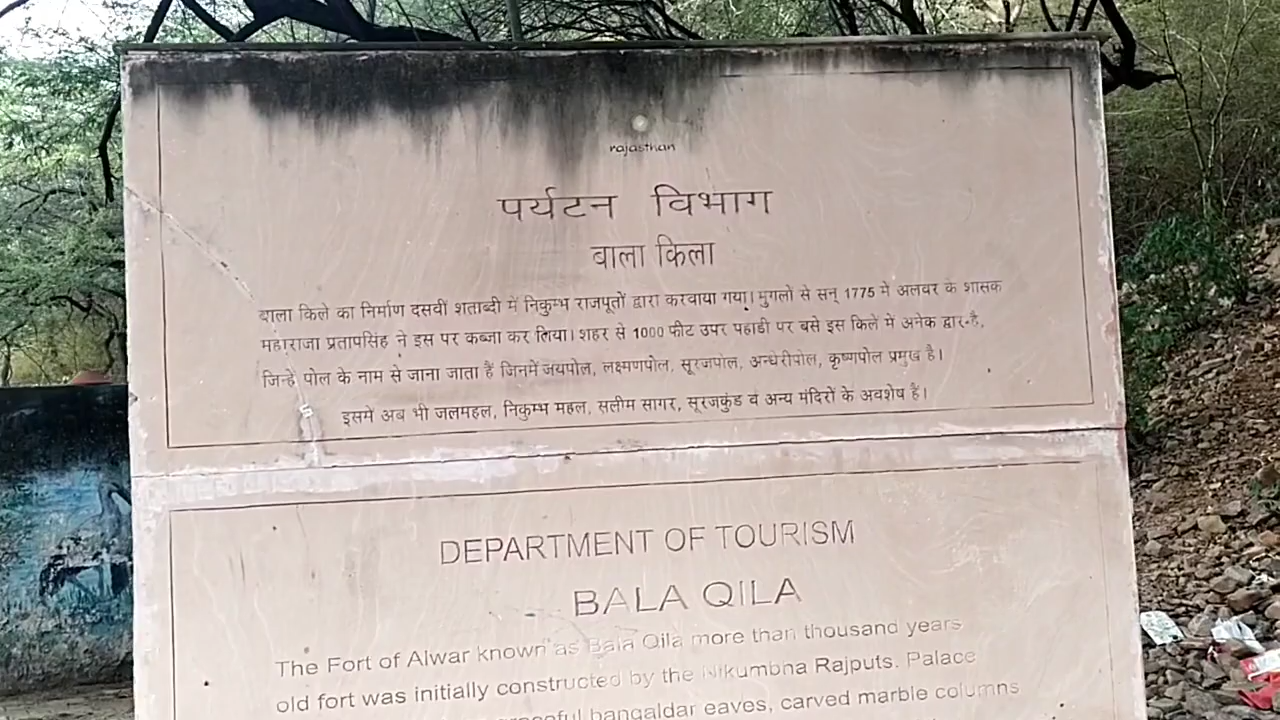 rajasthan
पर्यटन विभाग
बाला किला
बाला किले का निर्माण दसवीं शताब्दी में निकुम्भ राजपूतों द्वारा करवाया गया। मुगलों से सन् 1775 में अलवर के शासक
महाराजा प्रतापसिंह ने इस पर कब्जा कर लिया। शहर से 1000 फीट उपर पहाडी पर बसे इस किले में अनेक द्वार है,
जिन्हें पोल के नाम से जाना जाता हैं जिनमें जयपोल, लक्ष्मणपोल, सूरजपोल, अन्धेरीपोल, कृष्णपोल प्रमुख है।
इसमें अब भी जलमहल, निकुम्भ महल, सलीम सागर, सूरजकुंड व अन्य मंदिरों के अवशेष हैं।
DEPARTMENT OF TOURISM
BALA QILA
The Fort of Alwar known as Bala Qila more than thousand years
old fort was initially constructed by the Nikumbna Rajputs. Palace
bangaldar eaves, carved marble columns